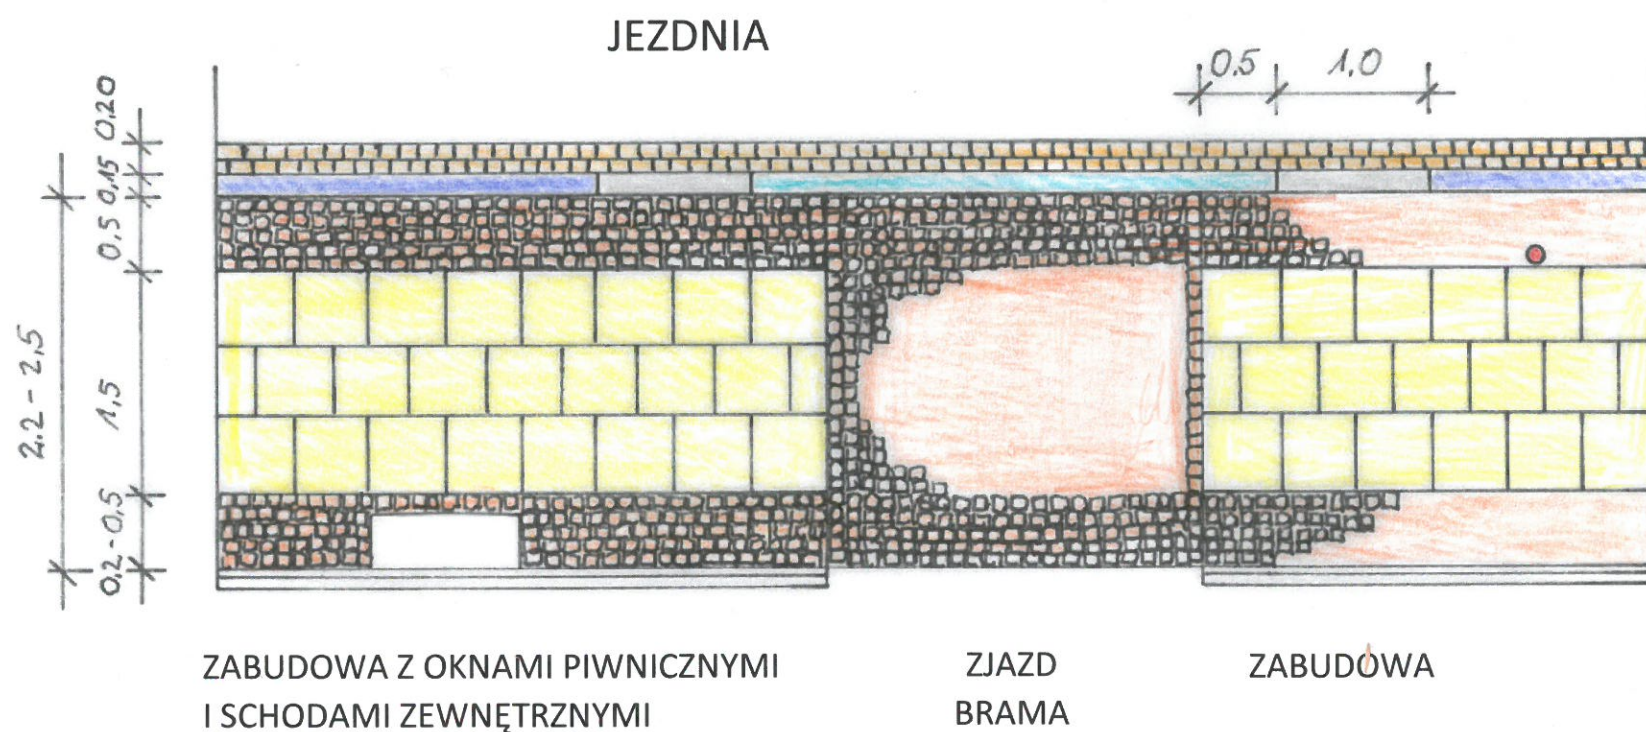 JEZDNIA
0.5
1.0
0.20
0.15
0.5
1.5
0.2 - 0.5
2.2 - 2.5
ZABUDOWA Z OKNAMI PIWNICZNYMI
I SCHODAMI ZEWNĘTRZNYMI
ZJAZD
BRAMA
ZABUDOWA